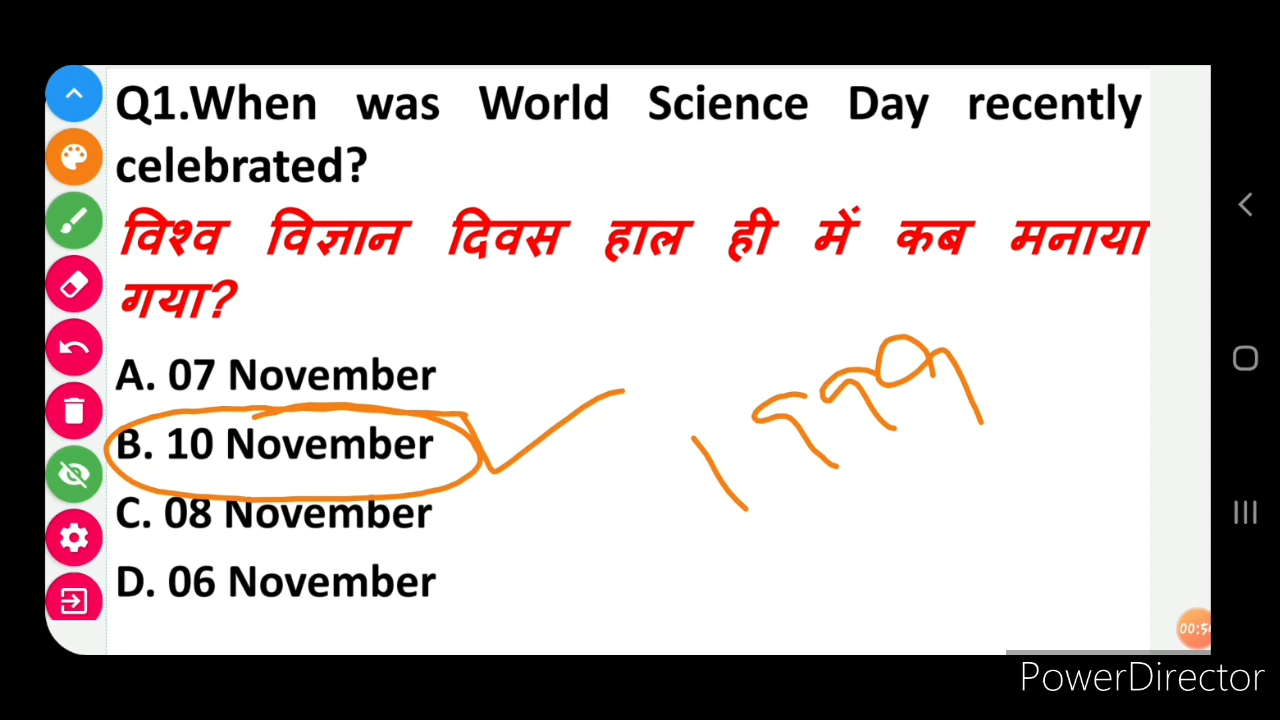 Q1.When was World Science Day recently
celebrated?
विश्व विज्ञान दिवस हाल ही में कब मनाया
गया?
A. 07 November
B. 10 November
C. 08 November
D. 06 November
PowerDirector